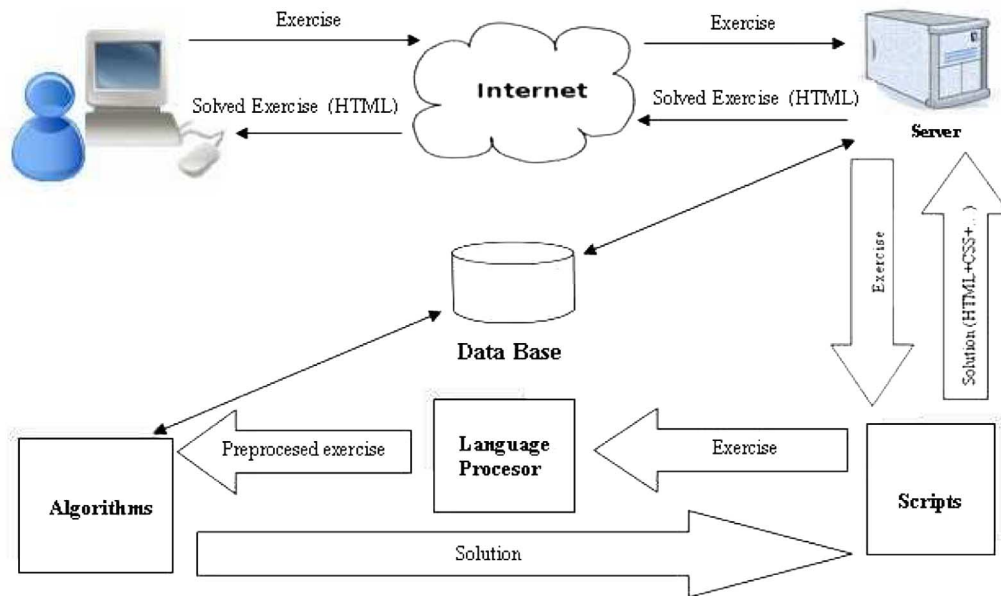 Exercise
Exercise
Internet
Solved Exercise (HTML)
Solved Exercise (HTML)
Server
Exercise
Solution (HTML+CSS+...)
Data Base
Preprocesed exercise
Language
Procesor
Exercise
Algorithms
Scripts
Solution